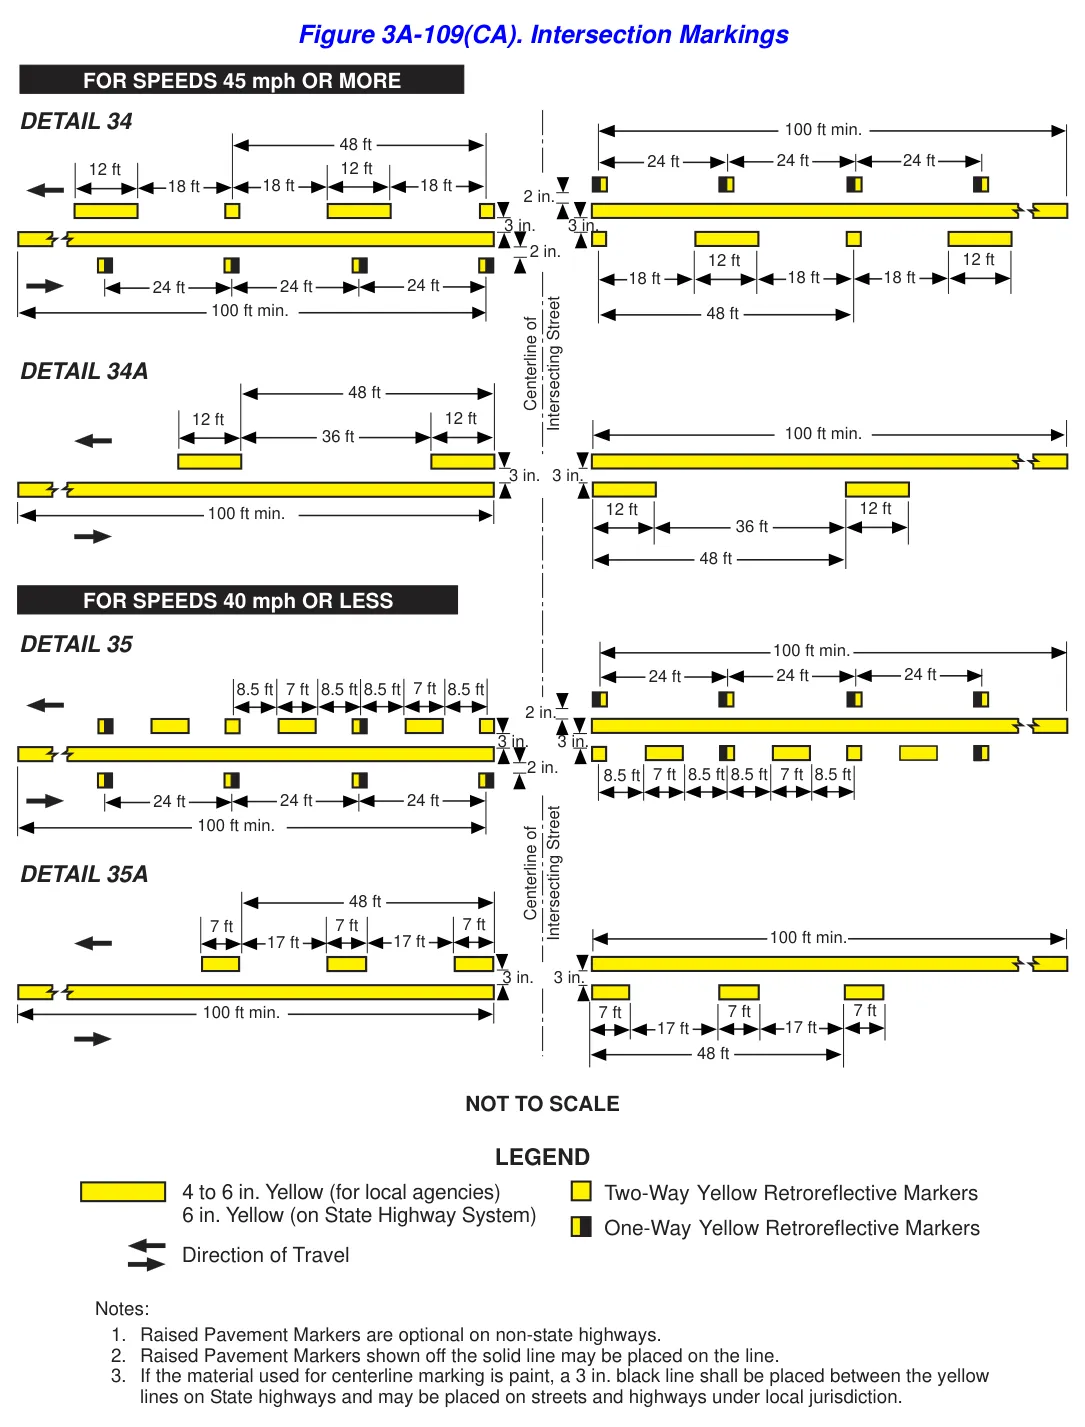 Figure 3A-109(CA). Intersection Markings
FOR SPEEDS 45 mph OR MORE
DETAIL 34
48 ft
12 ft
12 ft
18 ft
18 ft
18 ft
3 in.
2 in.
24 ft
24 ft
24 ft
100 ft min.
100 ft min.
24 ft
24 ft
24 ft
2 in.
3 in.
12 ft
12 ft
18 ft
18 ft
18 ft
48 ft
Centerline of
Intersecting Street
DETAIL 34A
48 ft
12 ft
12 ft
36 ft
3 in.
100 ft min.
100 ft min.
3 in.
12 ft
12 ft
36 ft
48 ft
FOR SPEEDS 40 mph OR LESS
DETAIL 35
8.5 ft
7 ft
8.5 ft
8.5 ft
7 ft
8.5 ft
3 in.
2 in.
24 ft
24 ft
24 ft
100 ft min.
100 ft min.
24 ft
24 ft
24 ft
2 in.
3 in.
8.5 ft
7 ft
8.5 ft
8.5 ft
7 ft
8.5 ft
Centerline of
Intersecting Street
DETAIL 35A
48 ft
7 ft
7 ft
7 ft
17 ft
17 ft
3 in.
100 ft min.
100 ft min.
3 in.
7 ft
7 ft
7 ft
17 ft
17 ft
48 ft
NOT TO SCALE
LEGEND
4 to 6 in. Yellow (for local agencies)
6 in. Yellow (on State Highway System)
Direction of Travel
Two-Way Yellow Retroreflective Markers
One-Way Yellow Retroreflective Markers
Notes:
1. Raised Pavement Markers are optional on non-state highways.
2. Raised Pavement Markers shown off the solid line may be placed on the line.
3. If the material used for centerline marking is paint, a 3 in. black line shall be placed between the yellow
lines on State highways and may be placed on streets and highways under local jurisdiction.